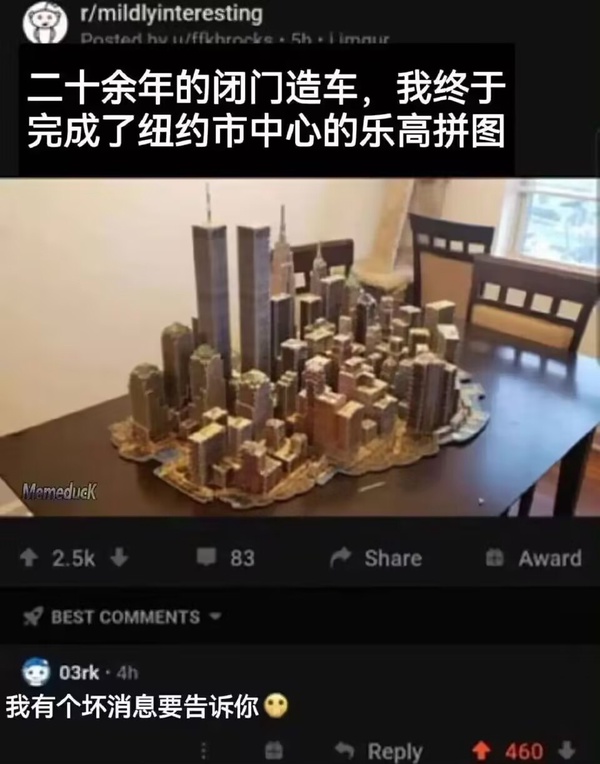 r/mildlyinteresting
Posted by u/ffkbrocks · 5h · i.imgur
二十余年的闭门造车，我终于
完成了纽约市中心的乐高拼图
MemeducK
2.5k 83 Share Award
BEST COMMENTS
03rk · 4h
我有个坏消息要告诉你😶
Reply 460